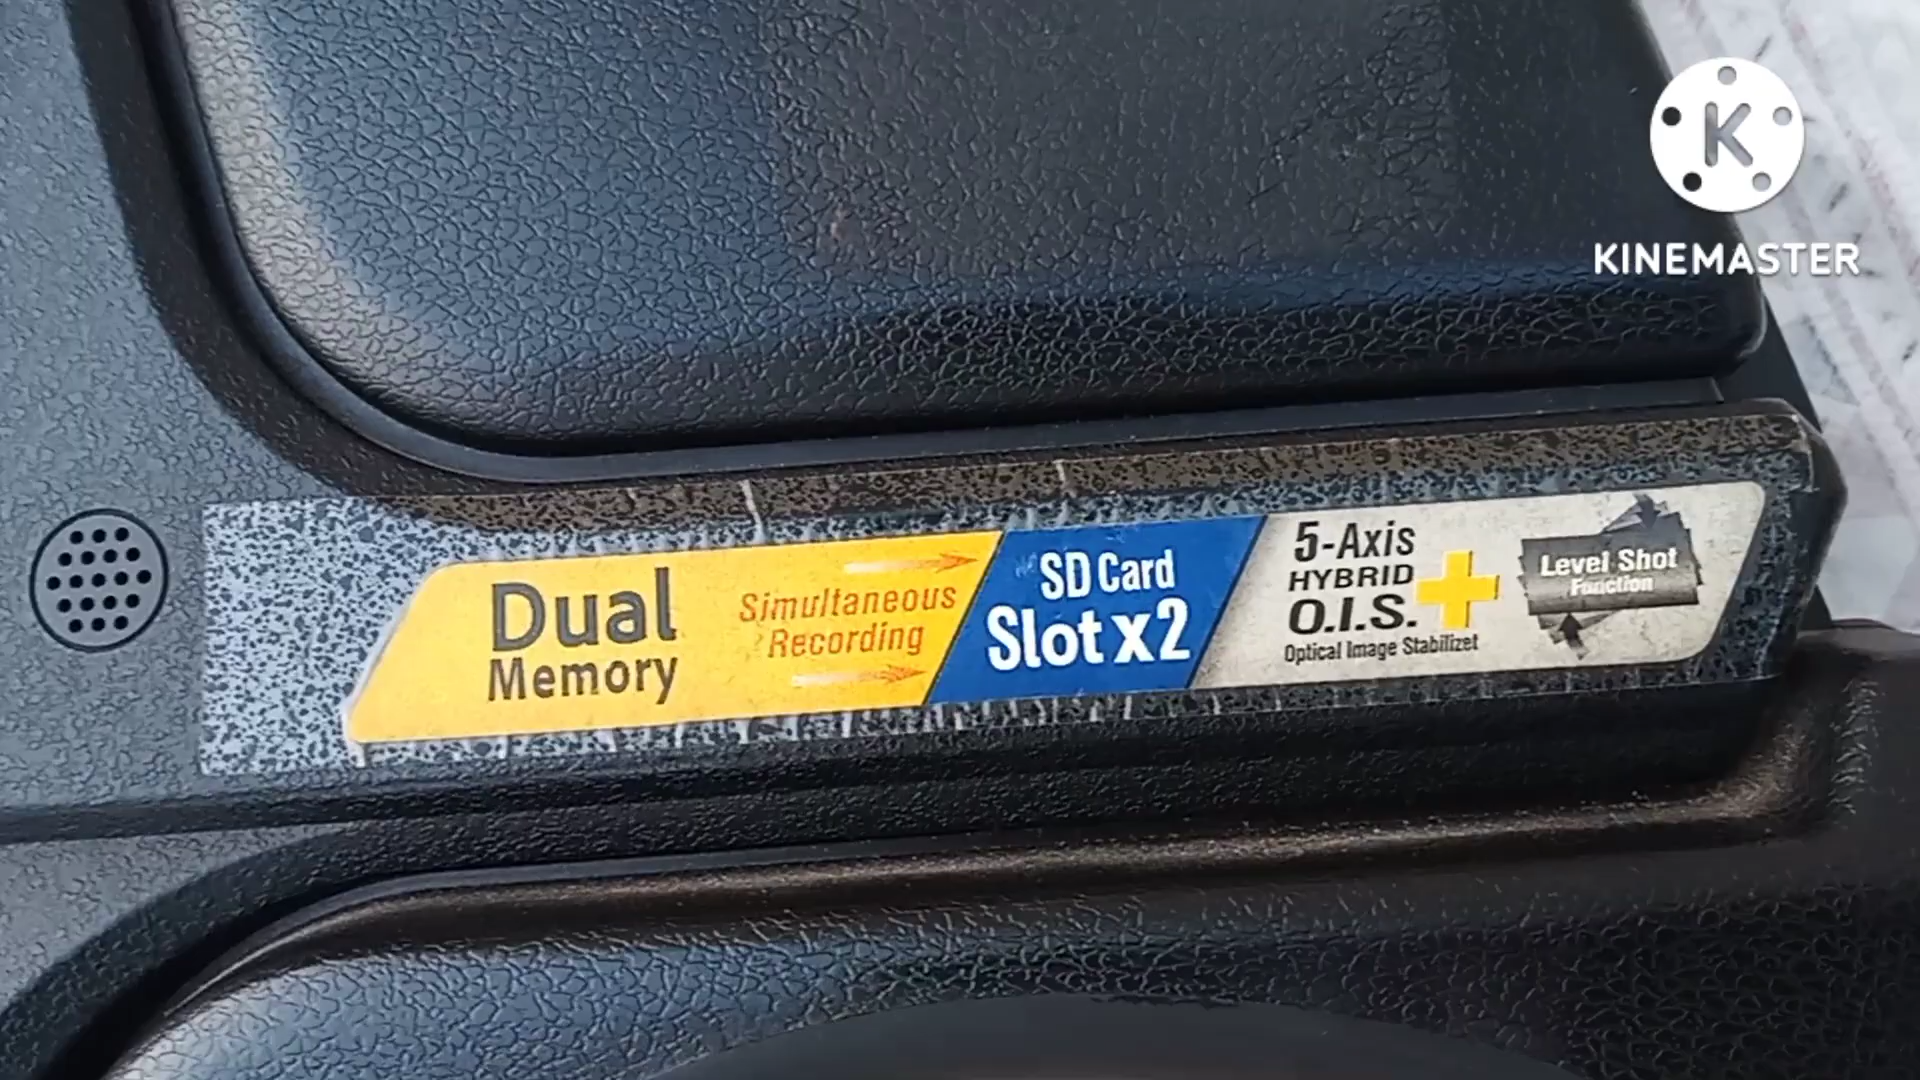 K
KINEMASTER
Dual
Memory
Simultaneous
Recording
SD Card
Slot x2
5-Axis
HYBRID
O.I.S.
Optical Image Stabilizet
Level Shot
Function